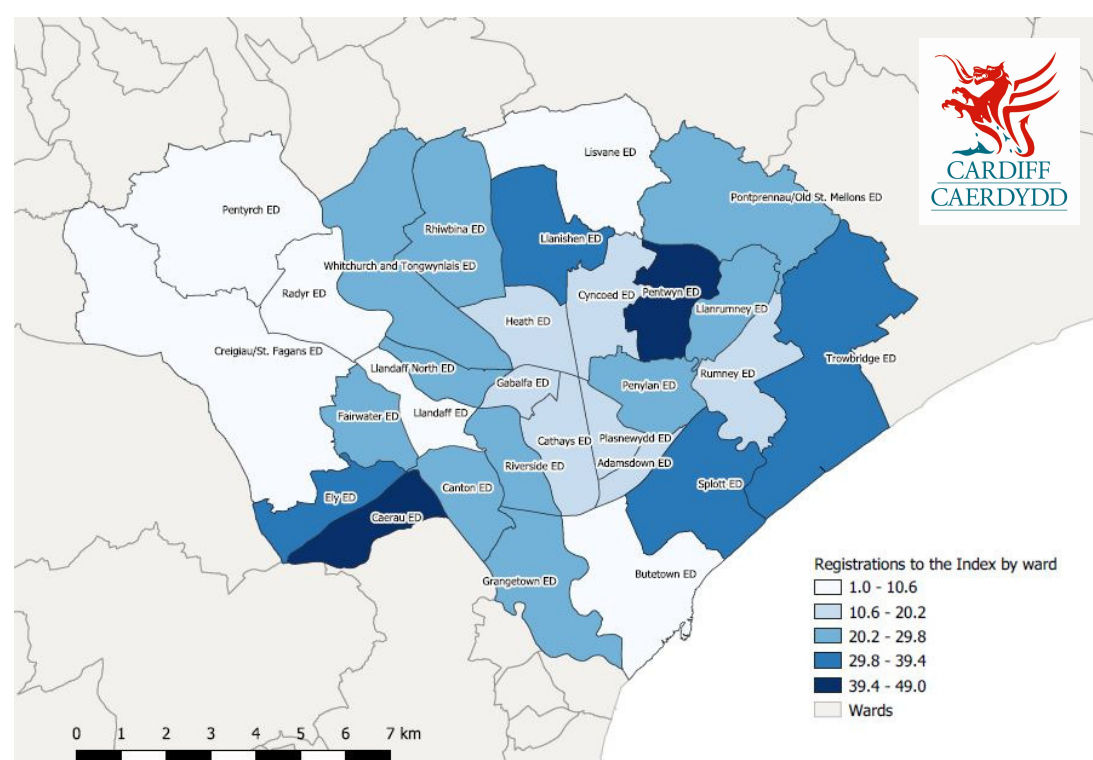 CARDIFF
CAERDYDD
Lisvane ED
Pontprennau/Old St. Mellons ED
Pentyrch ED
Rhiwbina ED
Llanishen ED
Whitchurch and Tongwynlais ED
Radyr ED
Cyncoed ED
Pentwyn ED
Llanrumney ED
Heath ED
Creigiau/St. Fagans ED
Trowbridge ED
Llandaff North ED
Rumney ED
Gabalfa ED
Penylan ED
Fairwater ED
Llandaff ED
Cathays ED
Plasnewydd ED
Riverside ED
Adamsdown ED
Canton ED
Splott ED
Ely ED
Caerau ED
Grangetown ED
Butetown ED
Registrations to the Index by ward
1.0 - 10.6
10.6 - 20.2
20.2 - 29.8
29.8 - 39.4
39.4 - 49.0
Wards
0 1 2 3 4 5 6 7 km